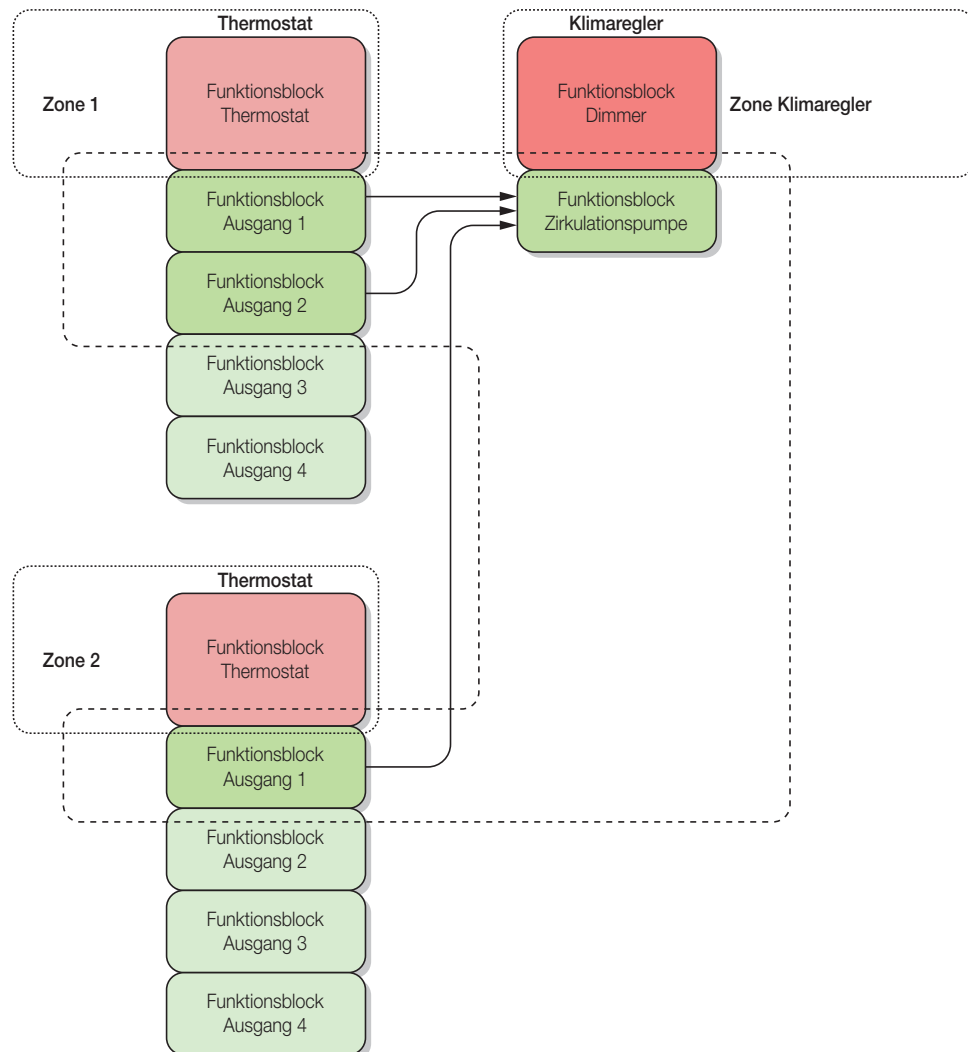 Thermostat
Zone 1
Funktionsblock
Thermostat
Funktionsblock
Ausgang 1
Funktionsblock
Ausgang 2
Funktionsblock
Ausgang 3
Funktionsblock
Ausgang 4
Klimaregler
Funktionsblock
Dimmer
Zone Klimaregler
Funktionsblock
Zirkulationspumpe
Thermostat
Zone 2
Funktionsblock
Thermostat
Funktionsblock
Ausgang 1
Funktionsblock
Ausgang 2
Funktionsblock
Ausgang 3
Funktionsblock
Ausgang 4